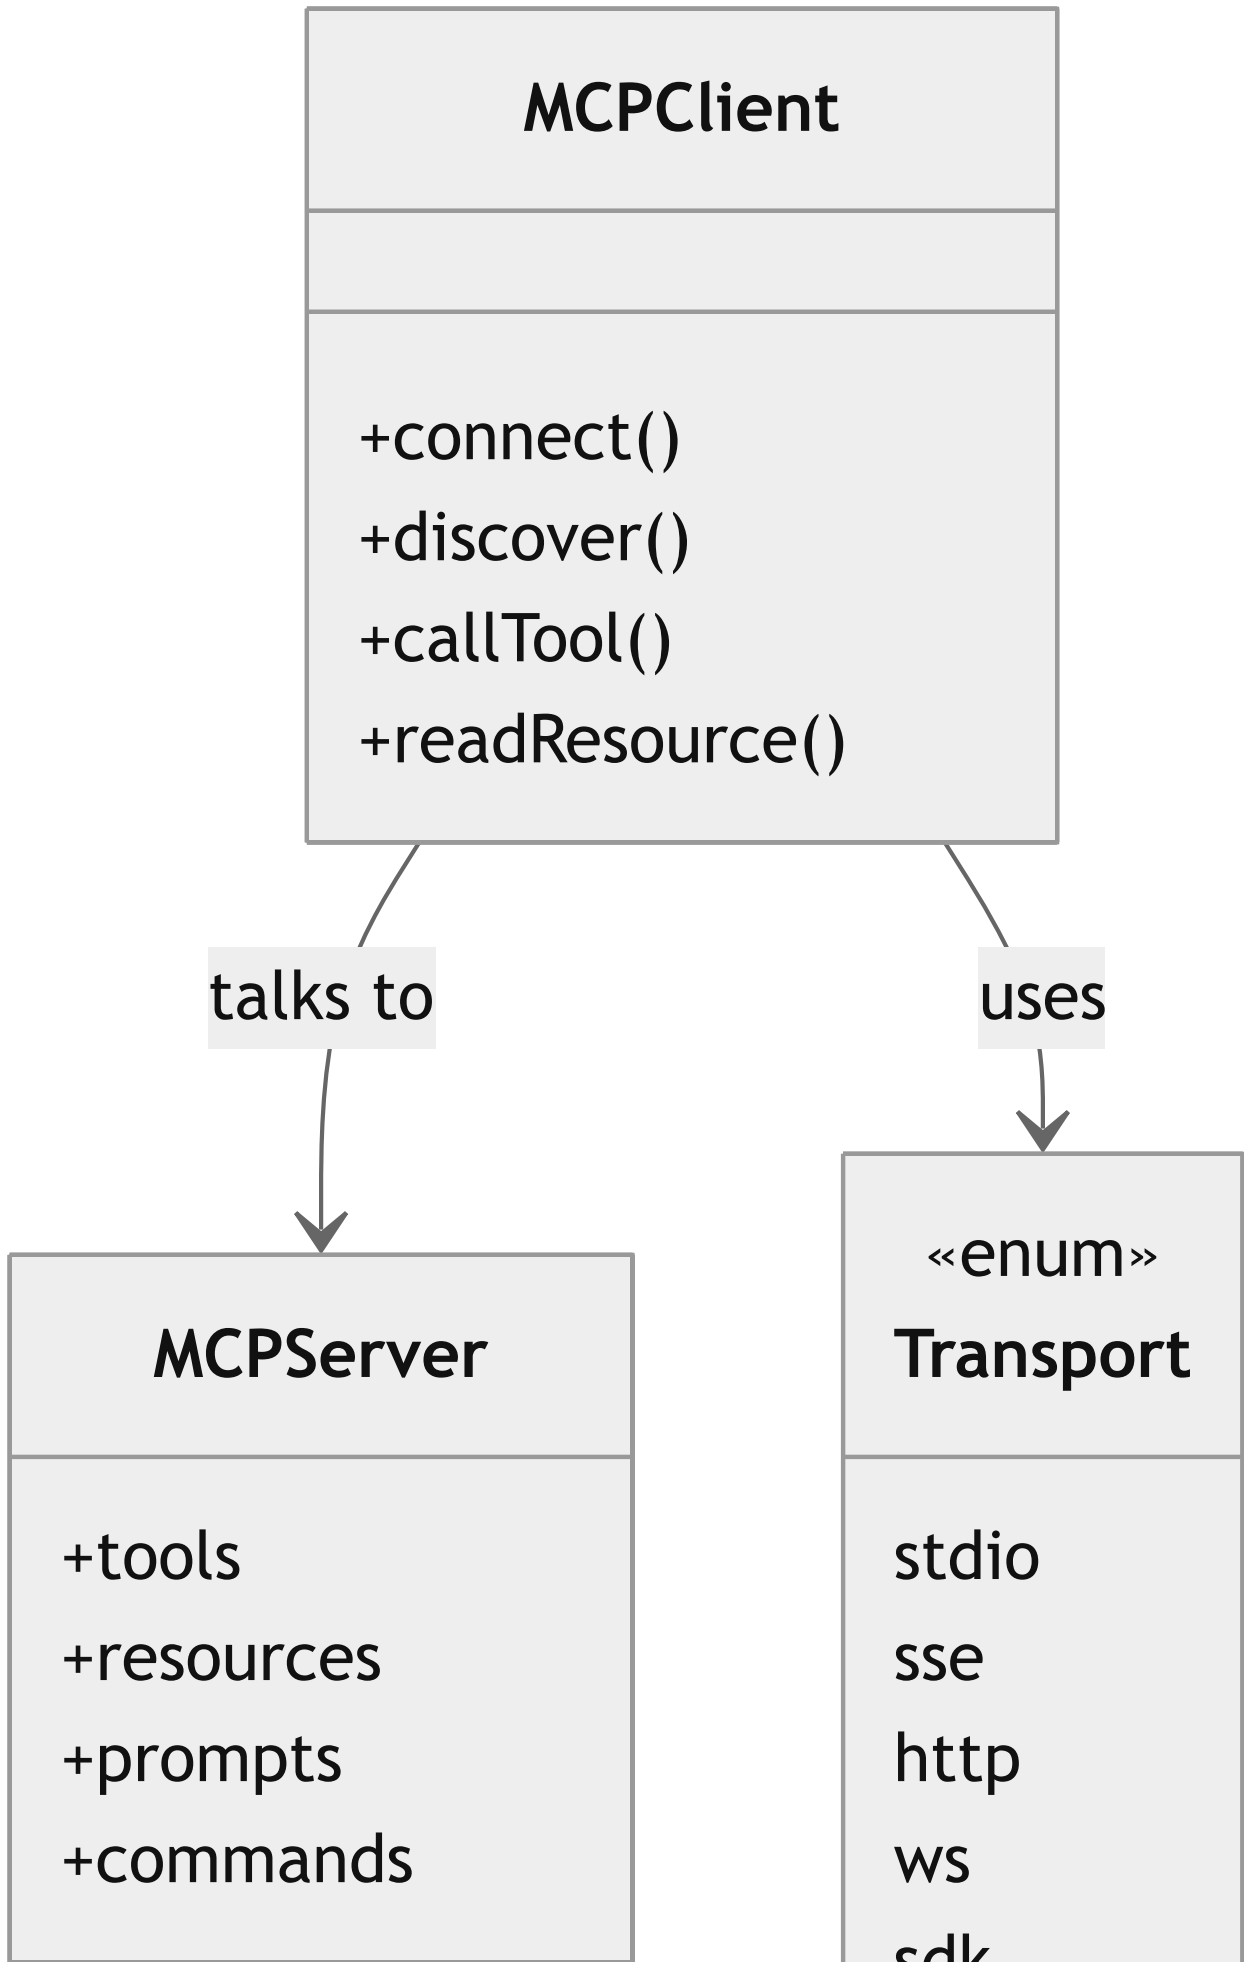 MCPClient
+connect()
+discover()
+callTool()
+readResource()
talks to
uses
MCPServer
+tools
+resources
+prompts
+commands
«enum»
Transport
stdio
sse
http
ws
sdk